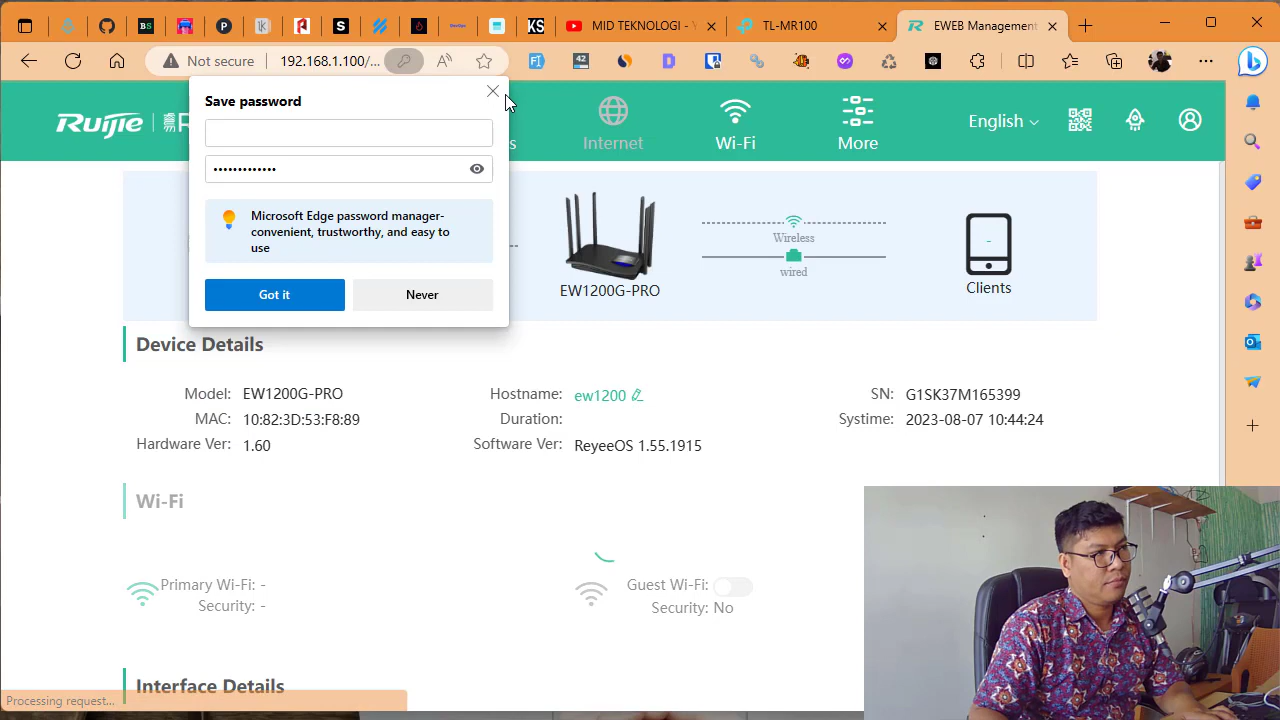 MID TEKNOLOGI - Y
TL-MR100
EWEB Management
Not secure
192.168.1.100/...
Save password
Microsoft Edge password manager-
convenient, trustworthy, and easy to
use
Got it
Never
Ruijie
Internet
Wi-Fi
More
English
EW1200G-PRO
Wireless
wired
-
Clients
Device Details
Model: EW1200G-PRO
Hostname: ew1200
SN: G1SK37M165399
MAC: 10:82:3D:53:F8:89
Duration:
Systime: 2023-08-07 10:44:24
Hardware Ver: 1.60
Software Ver: ReyeeOS 1.55.1915
Wi-Fi
Primary Wi-Fi: -
Security: -
Guest Wi-Fi:
Security: No
Interface Details
Processing request...